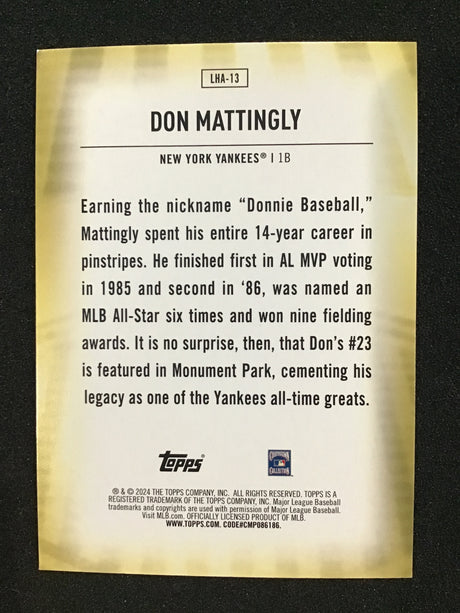 LHA-13
DON MATTINGLY
NEW YORK YANKEES® | 1B
Earning the nickname “Donnie Baseball,”
Mattingly spent his entire 14-year career in
pinstripes. He finished first in AL MVP voting
in 1985 and second in ‘86, was named an
MLB All-Star six times and won nine fielding
awards. It is no surprise, then, that Don’s #23
is featured in Monument Park, cementing his
legacy as one of the Yankees all-time greats.
topps®
® & © 2024 THE TOPPS COMPANY, INC. ALL RIGHTS RESERVED. TOPPS IS A
REGISTERED TRADEMARK OF THE TOPPS COMPANY, INC. Major League Baseball
trademarks and copyrights are used with permission of Major League Baseball.
Visit MLB.com. OFFICIALLY LICENSED PRODUCT OF MLB.
WWW.TOPPS.COM. CODE#CMP086186.